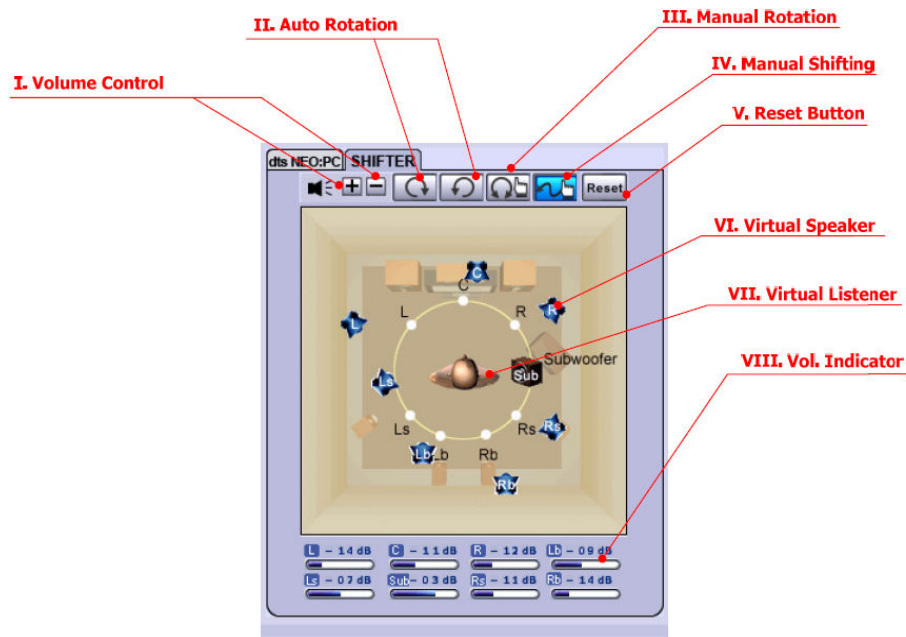 II. Auto Rotation
III. Manual Rotation
I. Volume Control
IV. Manual Shifting
V. Reset Button
dts NEO:PC SHIFTER
Reset
VI. Virtual Speaker
C
C
L
L
R
R
VII. Virtual Listener
Subwoofer
Sub
VIII. Vol. Indicator
Ls
Ls
Rs
Rs
Lb
Lb
Rb
Rb
L - 14 dB C - 11 dB R - 12 dB Lb - 09 dB
Ls - 07 dB Sub - 03 dB Rs - 11 dB Rb - 14 dB